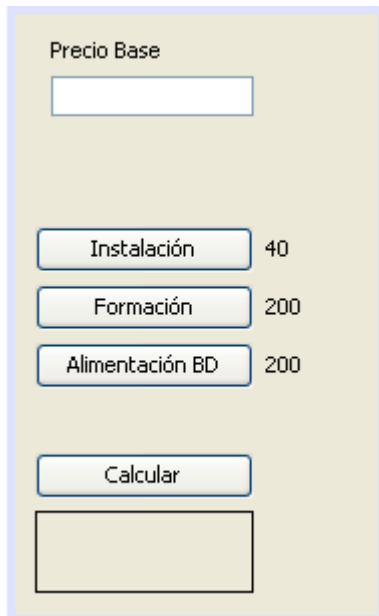 Precio Base
Instalación 40
Formación 200
Alimentación BD 200
Calcular